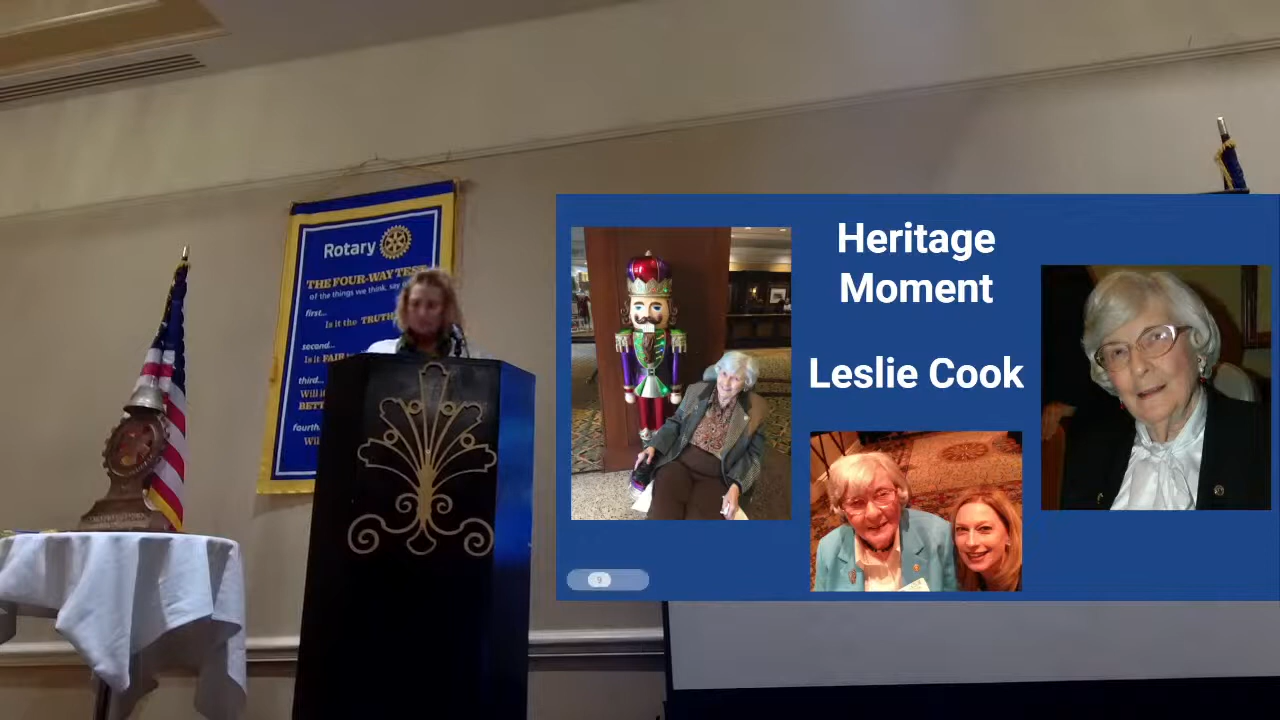 Rotary
THE FOUR-WAY TEST
of the things we think, say
first...
Is it the TRUTH
second...
Is it FAIR
third...
Will
BETT
fourth.
Wil
Heritage
Moment
Leslie Cook
9